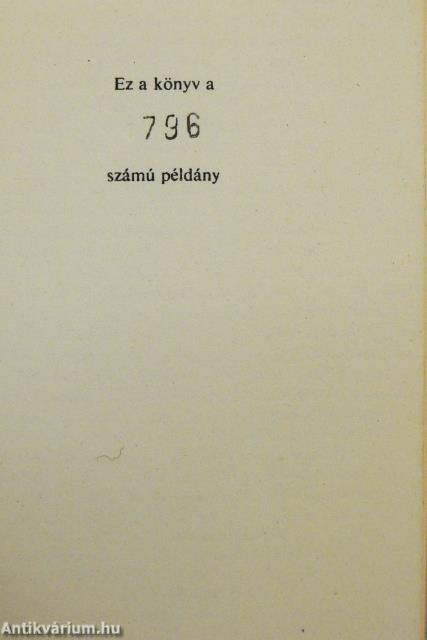 Ez a könyv a
796
számú példány
Antikvárium.hu